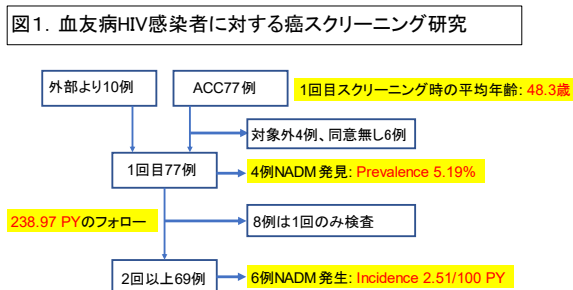 図1. 血友病HIV感染者に対する癌スクリーニング研究
外部より10例
ACC77例
1回目スクリーニング時の平均年齢: 48.3歳
対象外4例、同意無し6例
1回目77例
4例NADM発見: Prevalence 5.19%
238.97 PYのフォロー
8例は1回のみ検査
2回以上69例
6例NADM発生: Incidence 2.51/100 PY